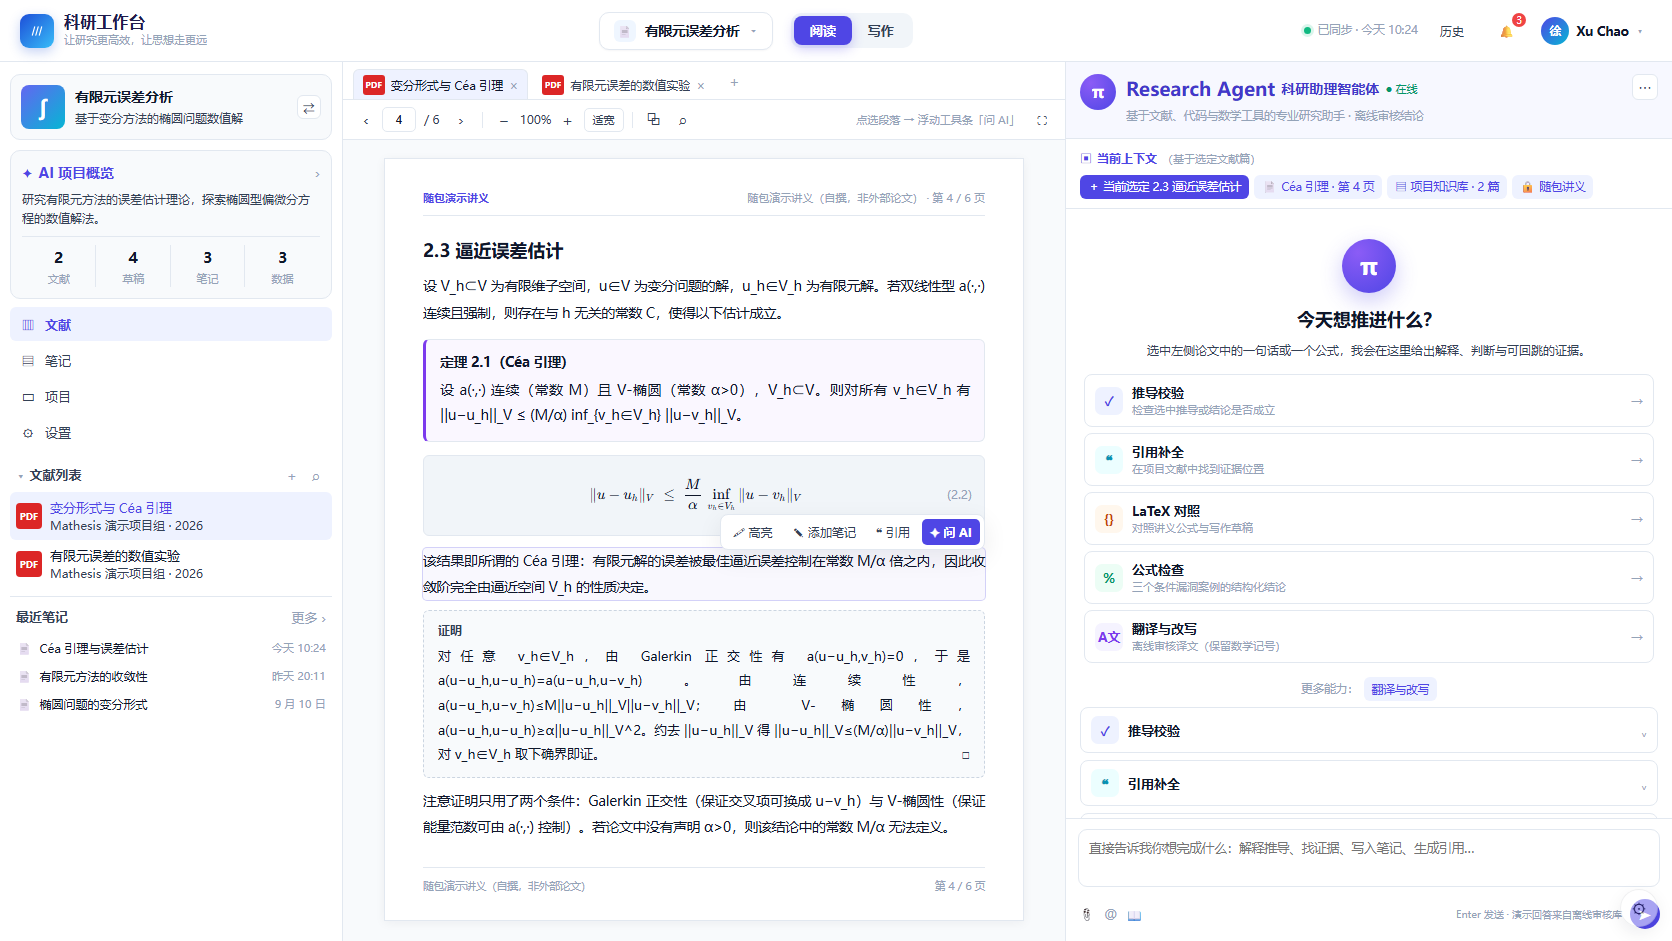 科研工作台
让研究更高效，让思想走更远
有限元误差分析
阅读
写作
已同步 · 今天 10:24
历史
3
徐
Xu Chao
∫
有限元误差分析
基于变分方法的椭圆问题数值解
✦ AI 项目概览
研究有限元方法的误差估计理论，探索椭圆型偏微分方
程的数值解法。
2 4 3 3
文献 草稿 笔记 数据
文献
笔记
项目
设置
文献列表 +
PDF
变分形式与 Céa 引理
Mathesis 演示项目组 · 2026
PDF
有限元误差的数值实验
Mathesis 演示项目组 · 2026
最近笔记 更多 ›
Céa 引理与误差估计 今天 10:24
有限元方法的收敛性 昨天 20:11
椭圆问题的变分形式 9 月 10 日
PDF 变分形式与 Céa 引理 × PDF 有限元误差的数值实验 × +
‹ 4 / 6 › − 100% + 适宽 点选段落 → 浮动工具条「问 AI」
随包演示讲义 随包演示讲义（自撰，非外部论文） · 第 4 / 6 页
2.3 逼近误差估计
设 V_h⊂V 为有限维子空间，u∈V 为变分问题的解，u_h∈V_h 为有限元解。若双线性型 a(·,·)
连续且强制，则存在与 h 无关的常数 C，使得以下估计成立。
定理 2.1（Céa 引理）
设 a(·,·) 连续（常数 M）且 V-椭圆（常数 α>0），V_h⊂V。则对所有 v_h∈V_h 有
||u−u_h||_V ≤ (M/α) inf_{v_h∈V_h} ||u−v_h||_V。
‖u − u_h‖_V ≤ M/α inf_{v_h∈V_h} ‖u − v_h‖_V (2.2)
高亮 添加笔记 ❝ 引用 ✦ 问 AI
该结果即所谓的 Céa 引理：有限元解的误差被最佳逼近误差控制在常数 M/α 倍之内，因此收
敛阶完全由逼近空间 V_h 的性质决定。
证明
对任意 v_h∈V_h，由 Galerkin 正交性有 a(u−u_h,v_h)=0，于是
a(u−u_h,u−u_h)=a(u−u_h,u−v_h)。由连续性，
a(u−u_h,u−v_h)≤M||u−u_h||_V||u−v_h||_V；由 V-椭圆性，
a(u−u_h,u−u_h)≥α||u−u_h||_V^2。约去 ||u−u_h||_V 得 ||u−u_h||_V≤(M/α)||u−v_h||_V，
对 v_h∈V_h 取下确界即证。 □
注意证明只用了两个条件：Galerkin 正交性（保证交叉项可换成 u−v_h）与 V-椭圆性（保证
能量范数可由 a(·,·) 控制）。若论文中没有声明 α>0，则该结论中的常数 M/α 无法定义。
随包演示讲义（自撰，非外部论文） 第 4 / 6 页
π
Research Agent 科研助理智能体 ● 在线
基于文献、代码与数学工具的专业研究助手 · 离线审核结论
当前上下文 （基于选定文献篇）
+ 当前选定 2.3 逼近误差估计 Céa 引理 · 第 4 页 项目知识库 · 2 篇 随包讲义
π
今天想推进什么？
选中左侧论文中的一句话或一个公式，我会在这里给出解释、判断与可回跳的证据。
✓ 推导校验 →
检查选中推导或结论是否成立
❝ 引用补全 →
在项目文献中找到证据位置
{} LaTeX 对照 →
对照讲义公式与写作草稿
% 公式检查 →
三个条件漏洞案例的结构化结论
A文 翻译与改写 →
离线审核译文（保留数学记号）
更多能力： 翻译与改写
✓ 推导校验
❝ 引用补全
直接告诉我你想完成什么：解释推导、找证据、写入笔记、生成引用…
@
Enter 发送 · 演示回答来自离线审核库